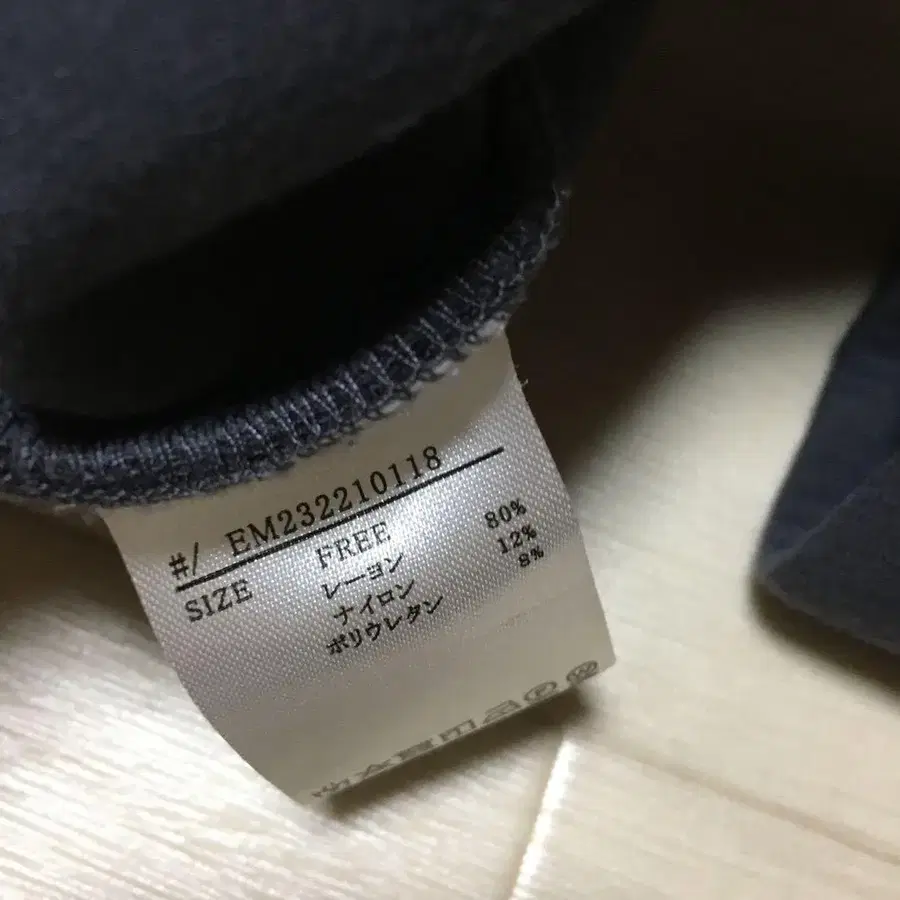 #/ EM232210118
SIZE FREE
レーヨン 80%
ナイロン 12%
ポリウレタン 8%